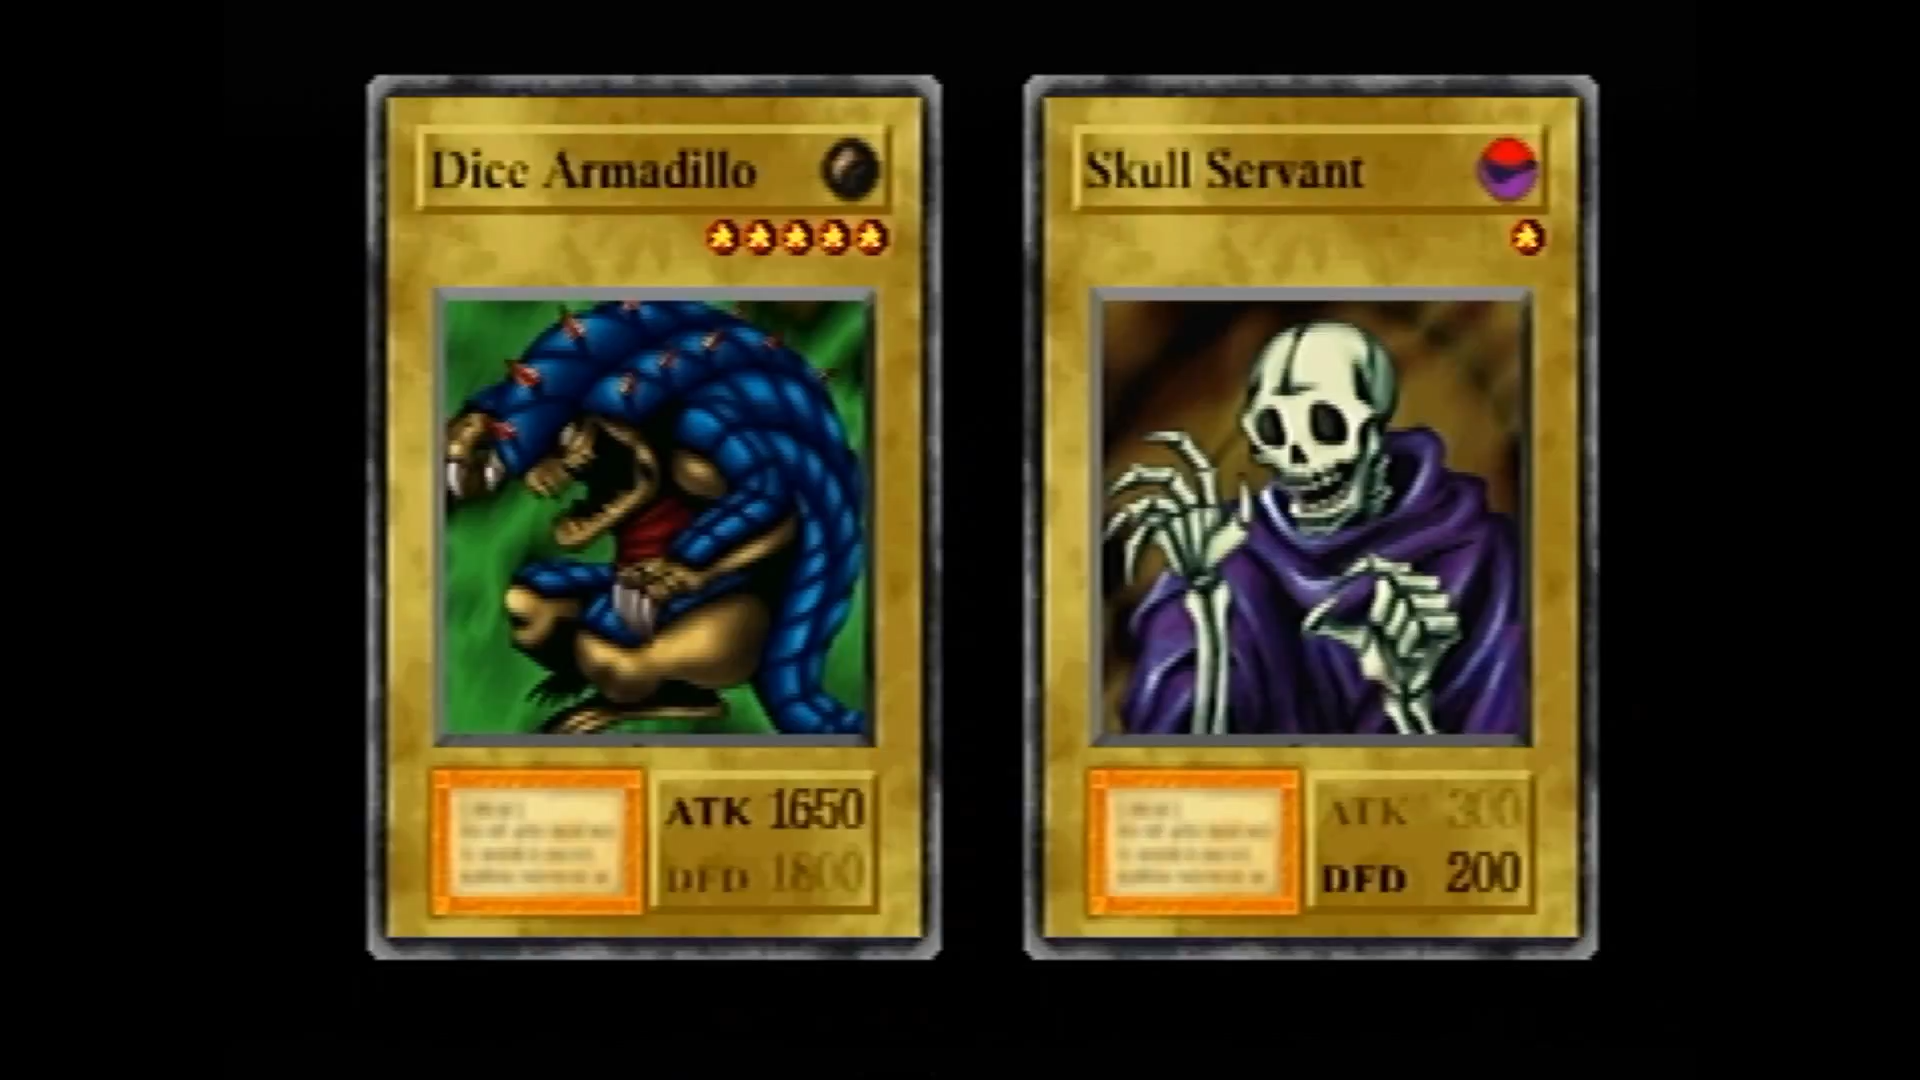 Dice Armadillo
ATK 1650
DFD 1800
Skull Servant
ATK 300
DFD 200